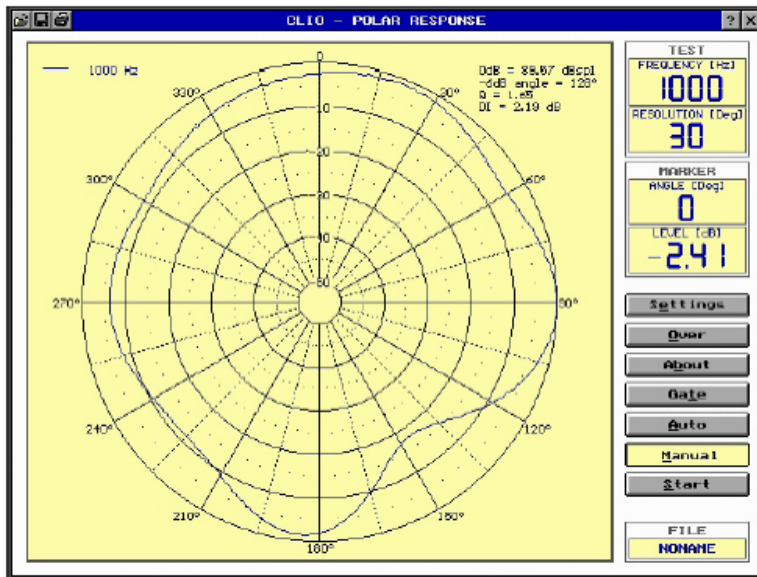 CLIO - POLAR RESPONSE
? X
1000 Hz
0dB = 89.67 dBspl
-6dB angle = 120°
Q = 1.65
DI = 2.19 dB
0
30°
60°
90°
120°
150°
180°
210°
240°
270°
300°
330°
10
20
30
40
50
TEST
FREQUENCY [Hz]
1000
RESOLUTION [Deg]
30
MARKER
ANGLE [Deg]
0
LEVEL [dB]
-2.41
Settings
Over
About
Gate
Auto
Manual
Start
FILE
NONAME